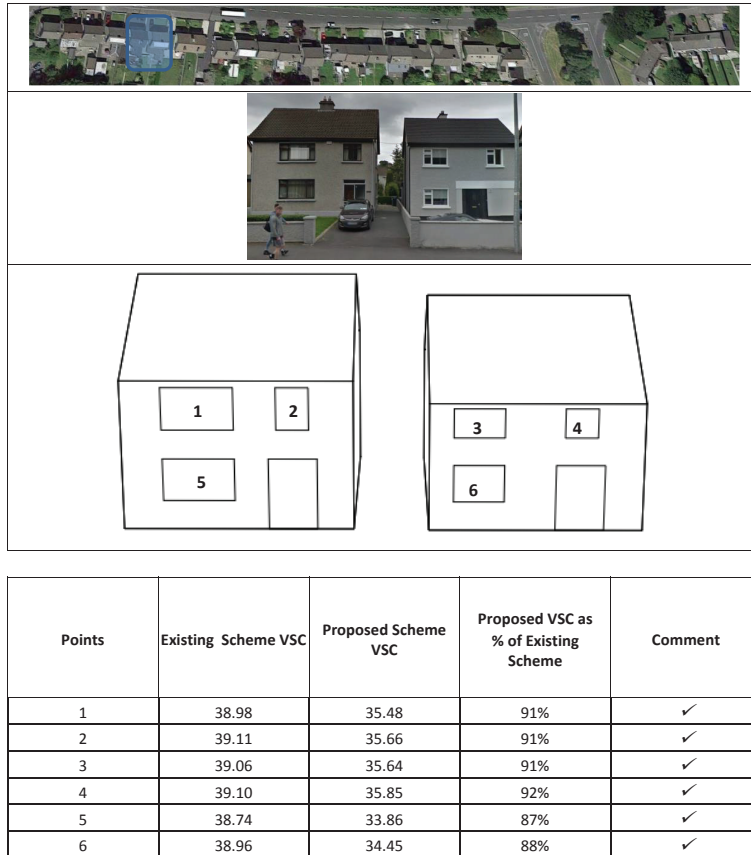 1 2
3 4
5
6
Points Existing Scheme VSC Proposed Scheme VSC Proposed VSC as % of Existing Scheme Comment
1 38.98 35.48 91% ✓
2 39.11 35.66 91% ✓
3 39.06 35.64 91% ✓
4 39.10 35.85 92% ✓
5 38.74 33.86 87% ✓
6 38.96 34.45 88% ✓